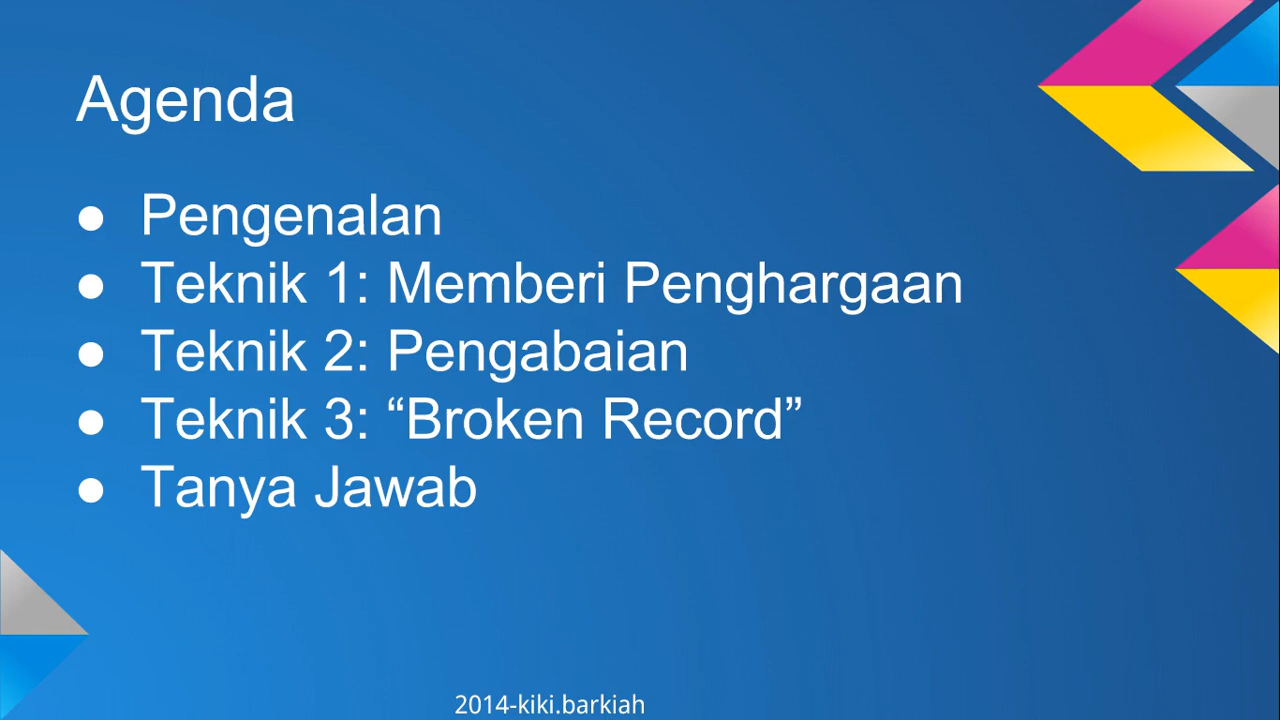 Agenda
● Pengenalan
● Teknik 1: Memberi Penghargaan
● Teknik 2: Pengabaian
● Teknik 3: “Broken Record”
● Tanya Jawab
2014-kiki.barkiah